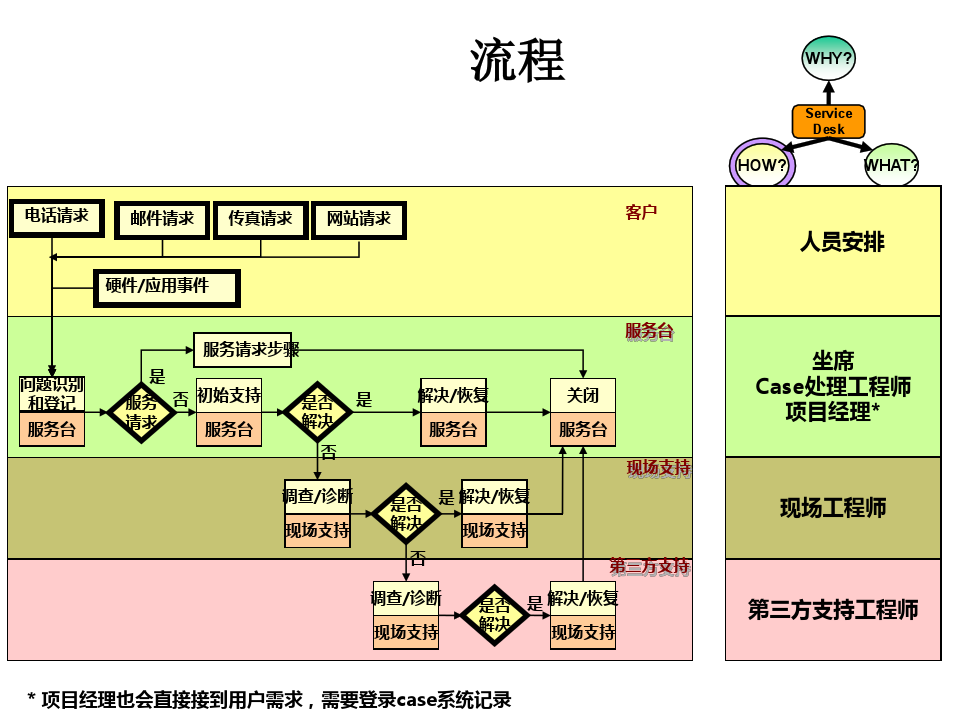 流程
WHY?
Service
Desk
HOW?
WHAT?
客户
电话请求
邮件请求
传真请求
网站请求
硬件/应用事件
人员安排
服务台
服务请求步骤
是
否
问题识别
和登记
服务台
服务
请求
初始支持
服务台
是否
解决
是
解决/恢复
服务台
关闭
服务台
否
坐席
Case处理工程师
项目经理*
现场支持
调查/诊断
现场支持
是否
解决
是
解决/恢复
现场支持
否
现场工程师
第三方支持
调查/诊断
现场支持
是否
解决
是
解决/恢复
现场支持
第三方支持工程师
* 项目经理也会直接接到用户需求，需要登录case系统记录